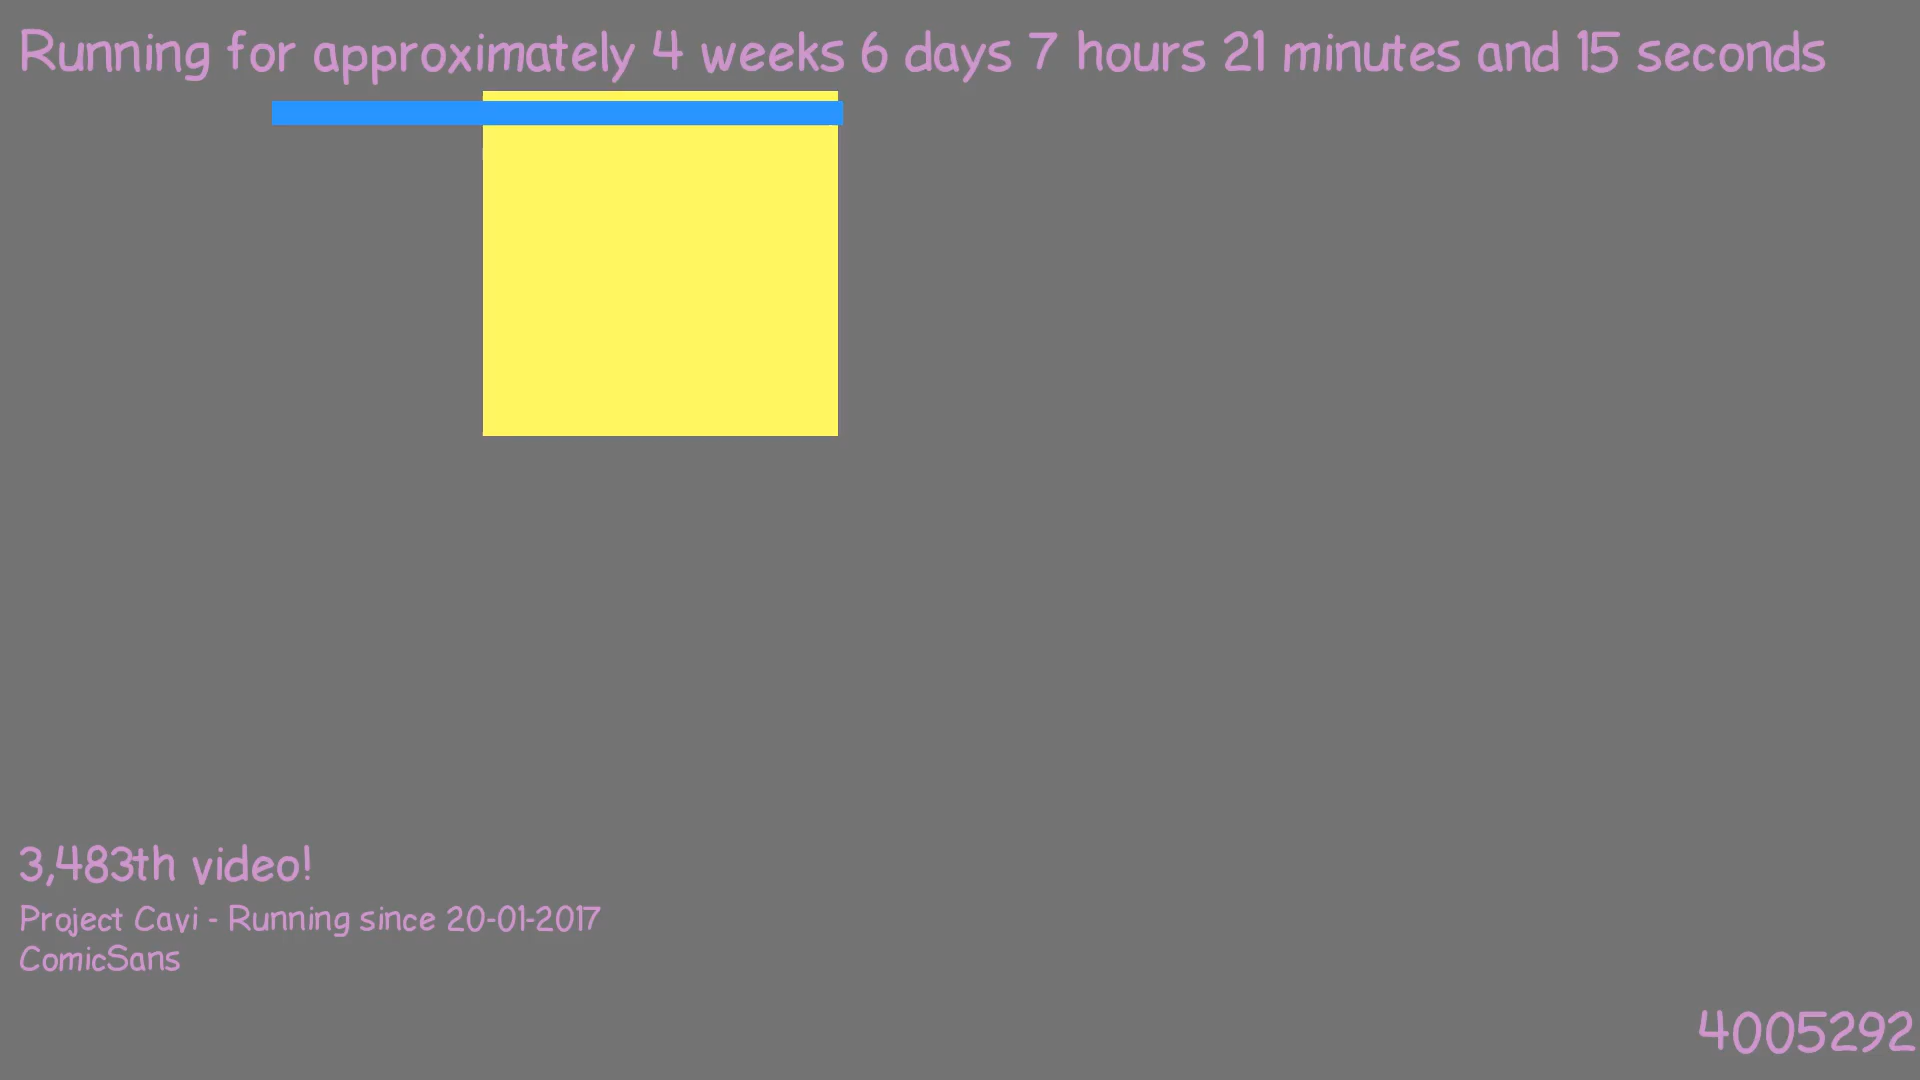 Running for approximately 4 weeks 6 days 7 hours 21 minutes and 15 seconds
3,483th video!
Project Cavi - Running since 20-01-2017
ComicSans
4005292